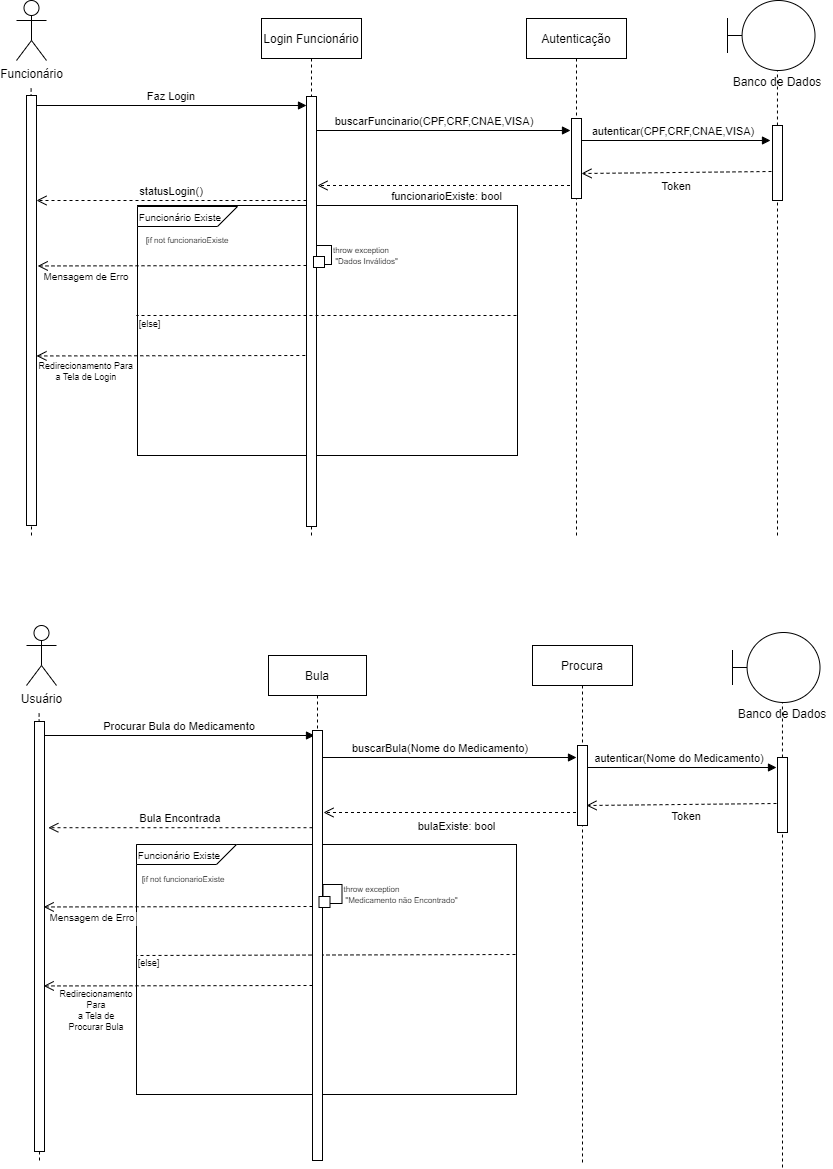 Login Funcionário
Autenticação
Funcionário
Banco de Dados
Faz Login
buscarFuncinario(CPF,CRF,CNAE,VISA)
autenticar(CPF,CRF,CNAE,VISA)
Token
statusLogin()
funcionarioExiste: bool
Funcionário Existe
[if not funcionarioExiste
throw exception
"Dados Inválidos"
Mensagem de Erro
[else]
Redirecionamento Para
a Tela de Login
Usuário
Bula
Procura
Banco de Dados
Procurar Bula do Medicamento
buscarBula(Nome do Medicamento)
autenticar(Nome do Medicamento)
Token
Bula Encontrada
bulaExiste: bool
Funcionário Existe
[if not funcionarioExiste
throw exception
"Medicamento não Encontrado"
Mensagem de Erro
[else]
Redirecionamento
Para
a Tela de
Procurar Bula